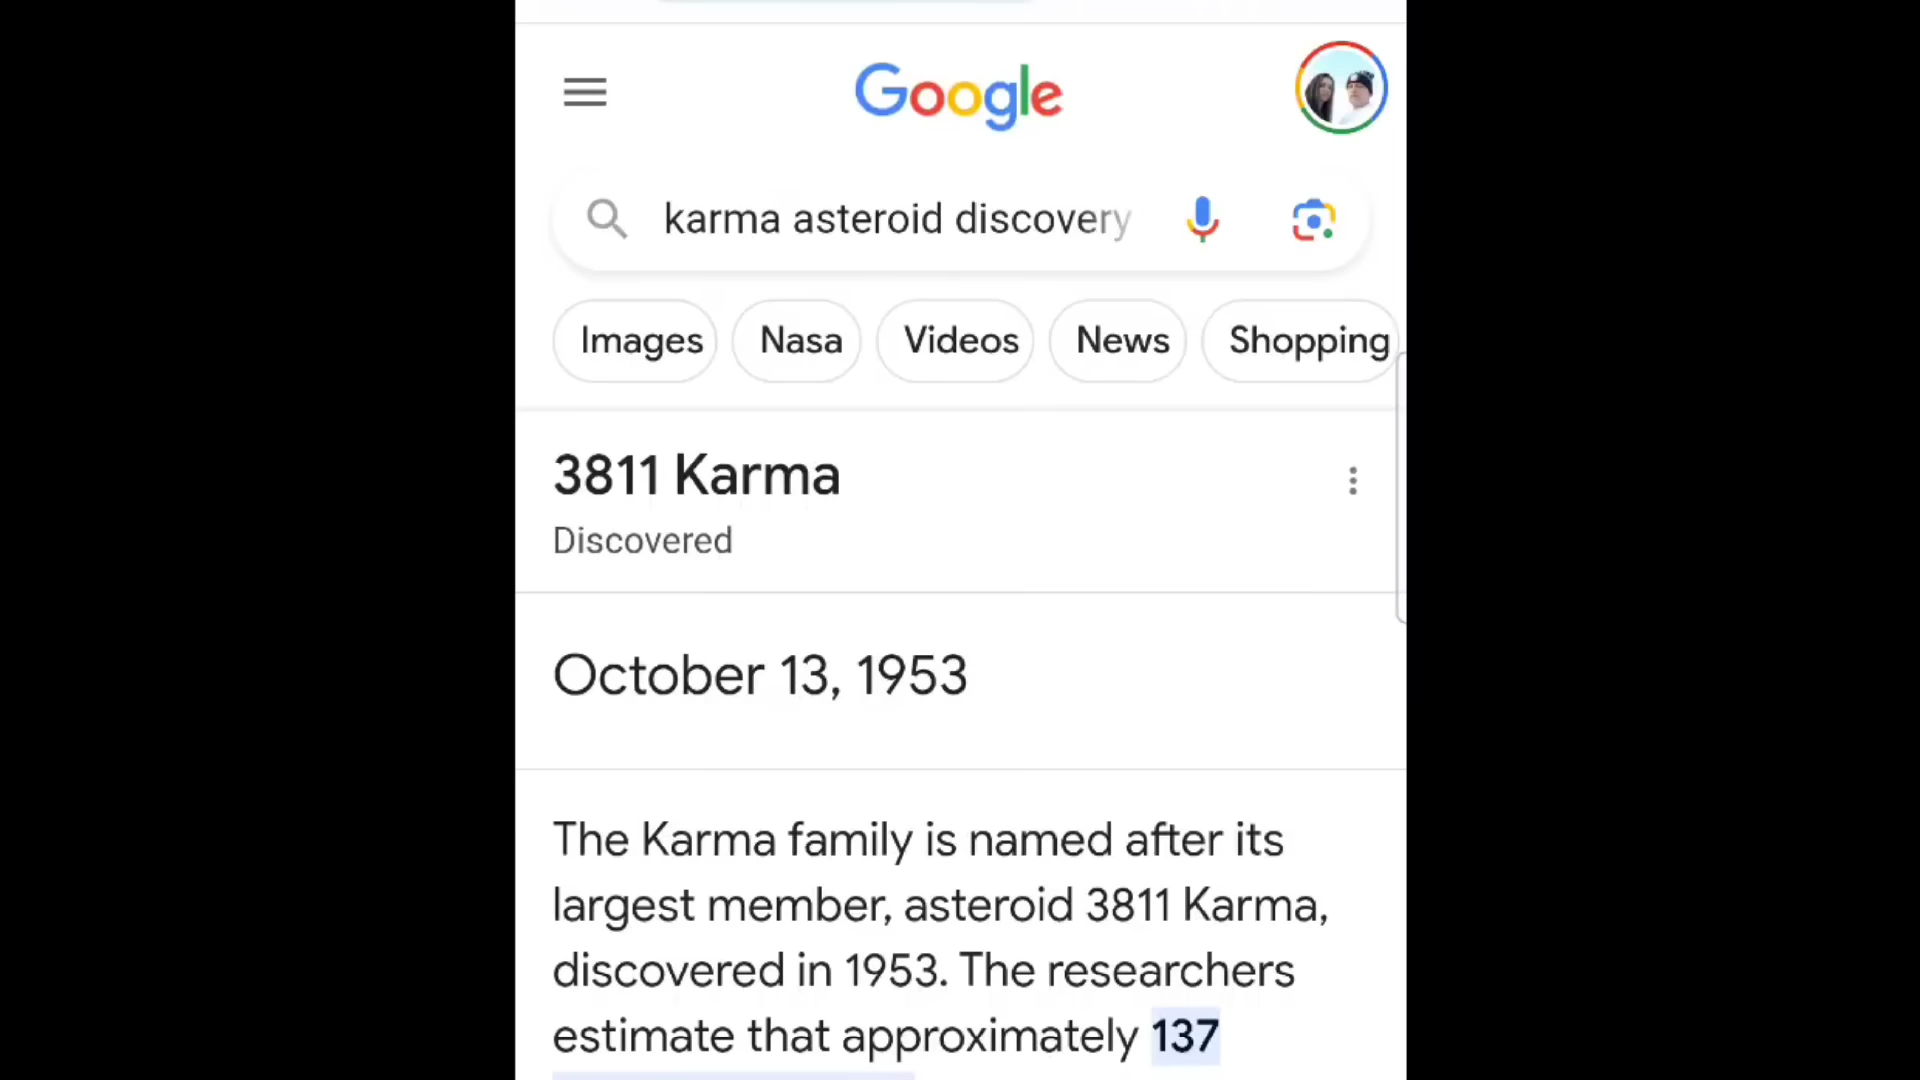 Google
karma asteroid discovery
Images Nasa Videos News Shopping
3811 Karma
Discovered
October 13, 1953
The Karma family is named after its
largest member, asteroid 3811 Karma,
discovered in 1953. The researchers
estimate that approximately 137